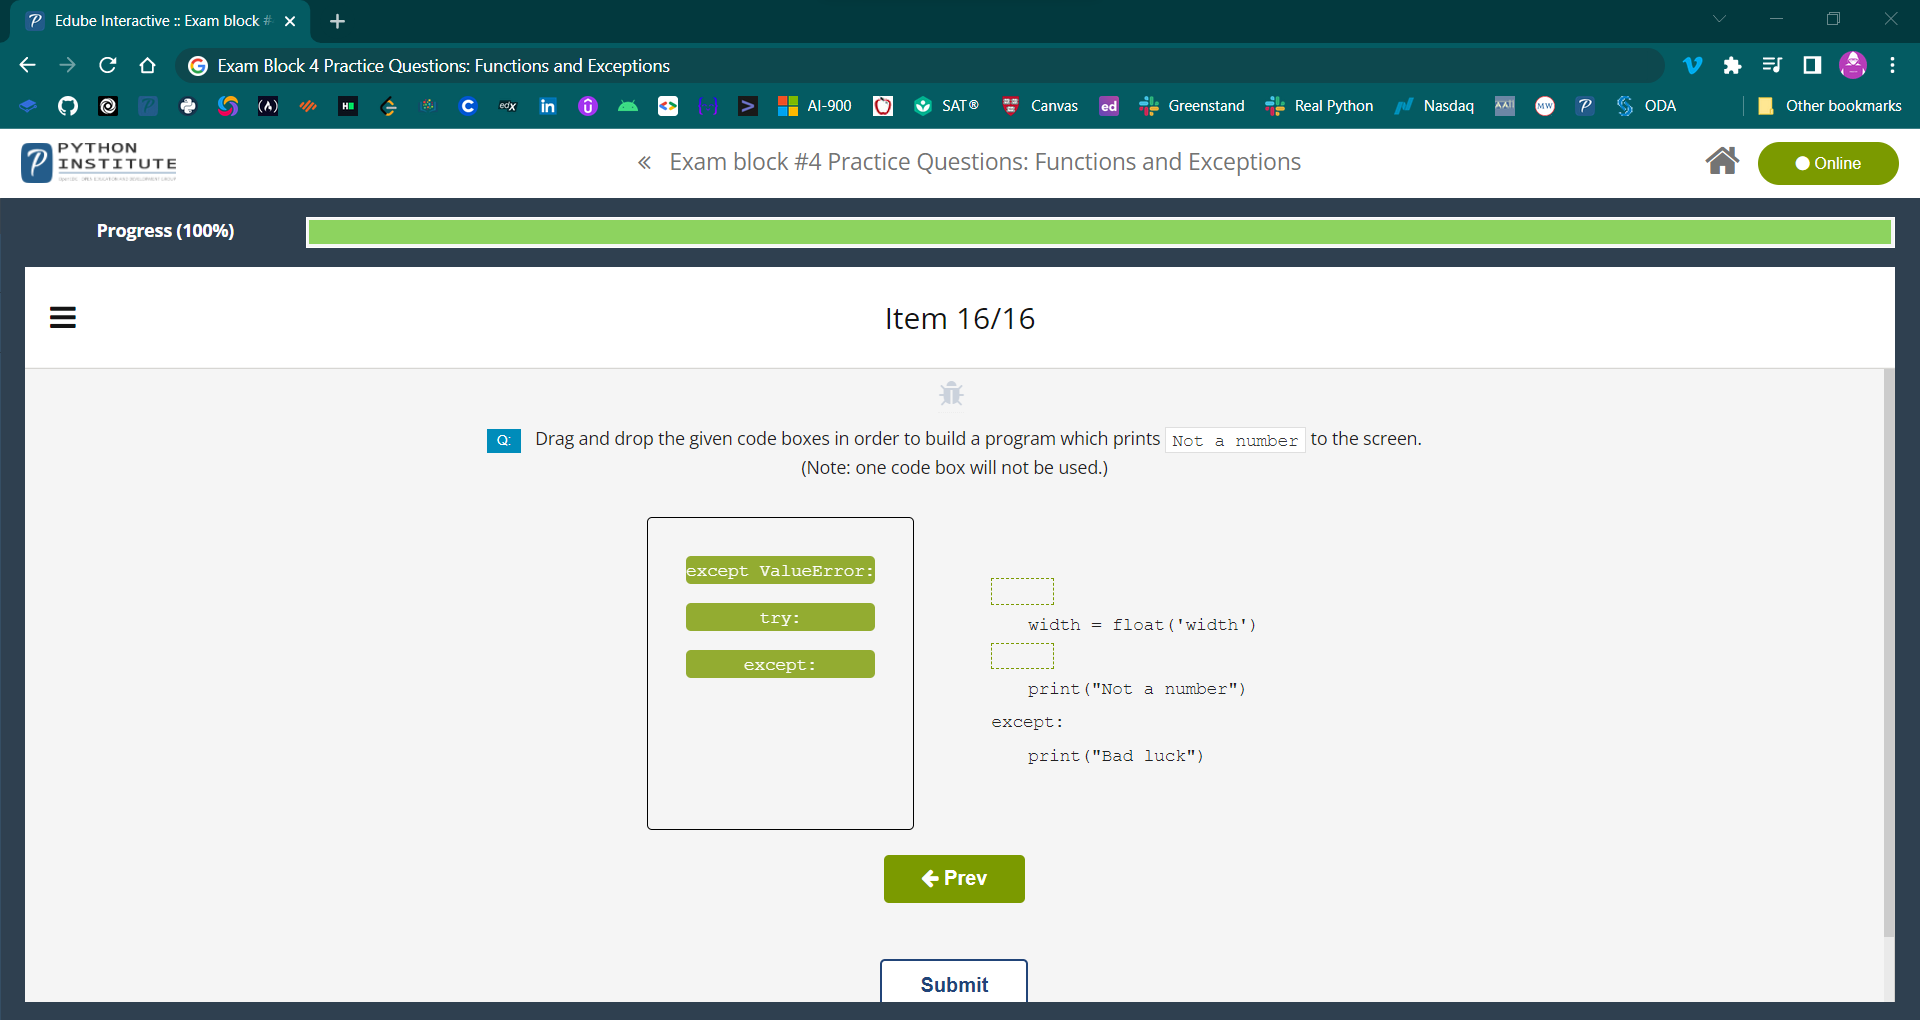 Edube Interactive :: Exam block #
Exam Block 4 Practice Questions: Functions and Exceptions
AI-900
SAT®
Canvas
ed
Greenstand
Real Python
Nasdaq
ODA
Other bookmarks
PYTHON
INSTITUTE
« Exam block #4 Practice Questions: Functions and Exceptions
Online
Progress (100%)
Item 16/16
Q: Drag and drop the given code boxes in order to build a program which prints Not a number to the screen.
(Note: one code box will not be used.)
except ValueError:
try:
except:
width = float('width')
print("Not a number")
except:
print("Bad luck")
Prev
Submit